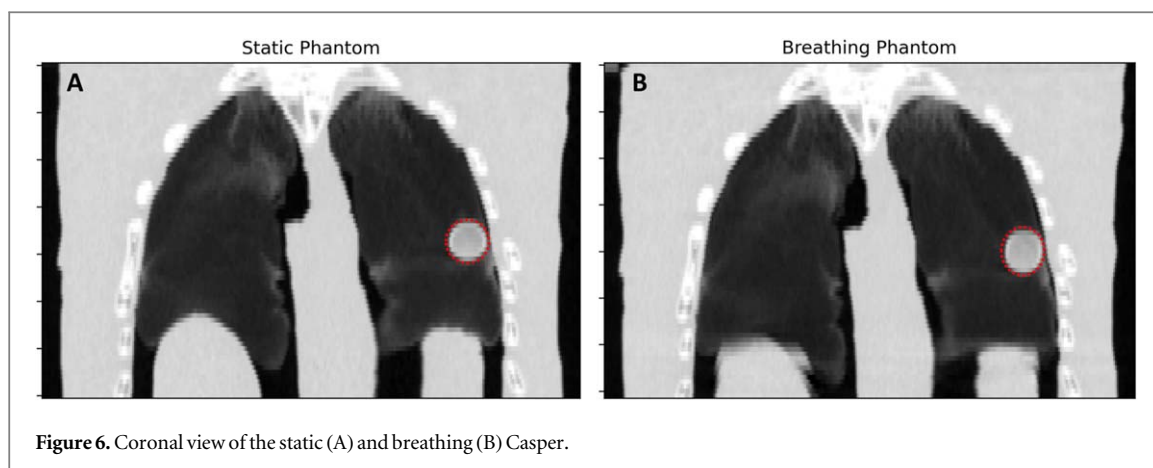 Static Phantom
Breathing Phantom
A
B
Figure 6. Coronal view of the static (A) and breathing (B) Casper.